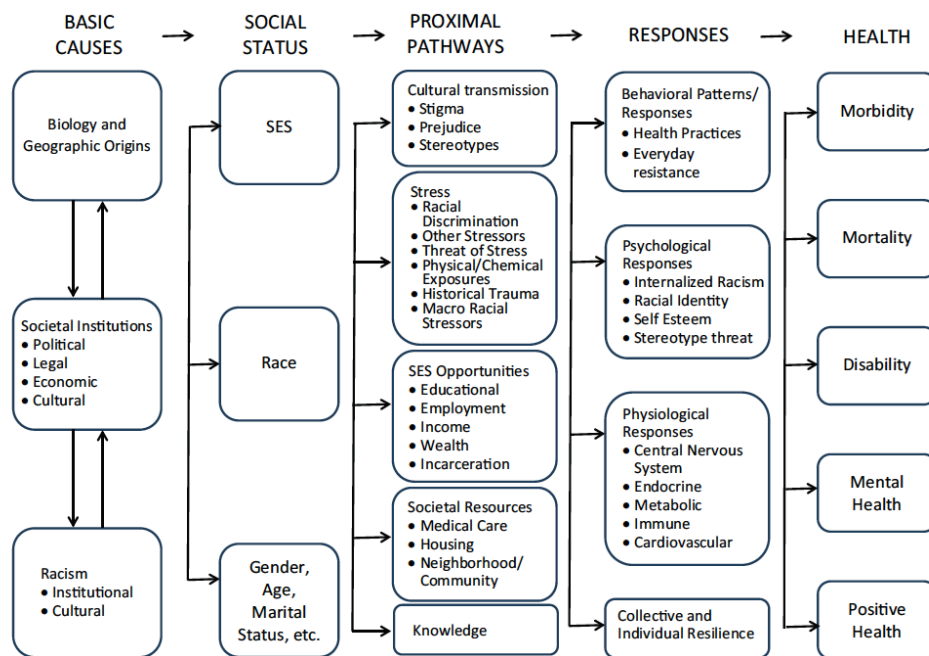 BASIC
CAUSES
SOCIAL
STATUS
PROXIMAL
PATHWAYS
RESPONSES
HEALTH
Biology and
Geographic Origins
Societal Institutions
• Political
• Legal
• Economic
• Cultural
Racism
• Institutional
• Cultural
SES
Race
Gender,
Age,
Marital
Status, etc.
Cultural transmission
• Stigma
• Prejudice
• Stereotypes
Stress
• Racial
Discrimination
• Other Stressors
• Threat of Stress
• Physical/Chemical
Exposures
• Historical Trauma
• Macro Racial
Stressors
SES Opportunities
• Educational
• Employment
• Income
• Wealth
• Incarceration
Societal Resources
• Medical Care
• Housing
• Neighborhood/
Community
Knowledge
Behavioral Patterns/
Responses
• Health Practices
• Everyday
resistance
Psychological
Responses
• Internalized Racism
• Racial Identity
• Self Esteem
• Stereotype threat
Physiological
Responses
• Central Nervous
System
• Endocrine
• Metabolic
• Immune
• Cardiovascular
Collective and
Individual Resilience
Morbidity
Mortality
Disability
Mental
Health
Positive
Health